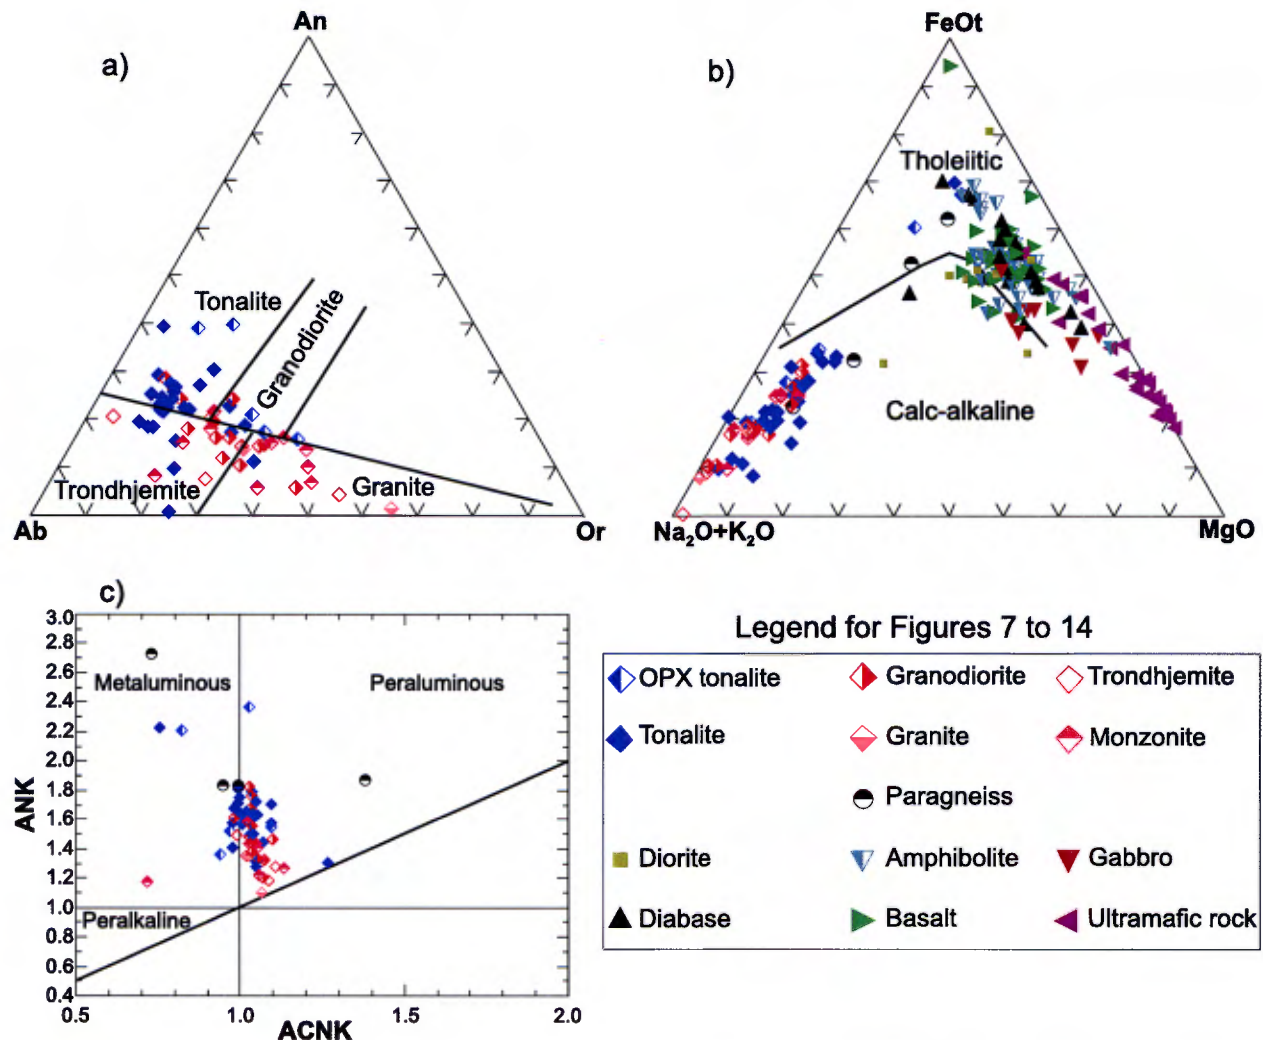 a)
An
Tonalite
Granodiorite
Trondhjemite
Granite
Ab
Or
b)
FeOt
Tholeiitic
Calc-alkaline
Na₂O+K₂O
MgO
c)
3.0
2.8
2.6
2.4
2.2
2.0
1.8
1.6
1.4
1.2
1.0
0.8
0.6
0.4
ANK
Metaluminous
Peraluminous
Peralkaline
0.5
1.0
1.5
2.0
ACNK
Legend for Figures 7 to 14
OPX tonalite
Granodiorite
Trondhjemite
Tonalite
Granite
Monzonite
Paragneiss
Diorite
Amphibolite
Gabbro
Diabase
Basalt
Ultramafic rock